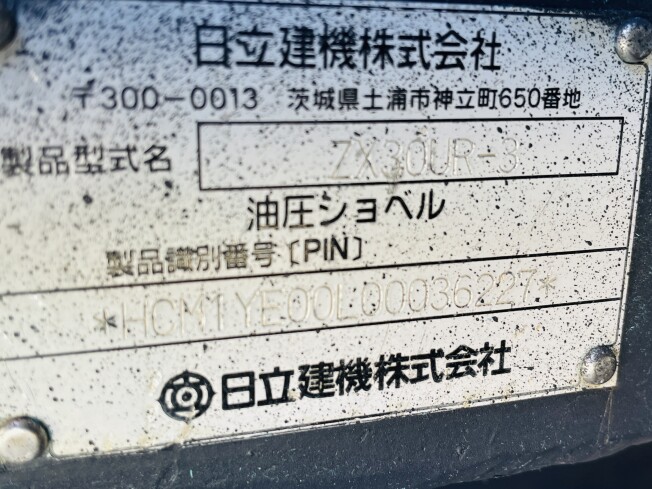 日立建機株式会社
〒300-0013 茨城県土浦市神立町650番地
製品型式名 ZX30UR-3
油圧ショベル
製品識別番号〔PIN〕
*HCM1YE00L00036227*
日立建機株式会社